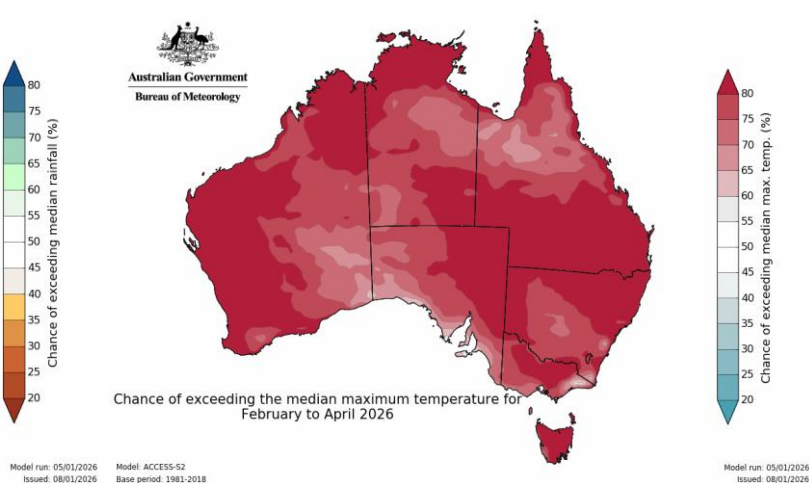 Australian Government
Bureau of Meteorology
80
75
70
65
60
55
50
45
40
35
30
25
20
Chance of exceeding median rainfall (%)
80
75
70
65
60
55
50
45
40
35
30
25
20
Chance of exceeding median max. temp. (%)
Chance of exceeding the median maximum temperature for
February to April 2026
Model run: 05/01/2026
Issued: 08/01/2026
Model: ACCESS-S2
Base period: 1981-2018
Model run: 05/01/2026
Issued: 08/01/2026